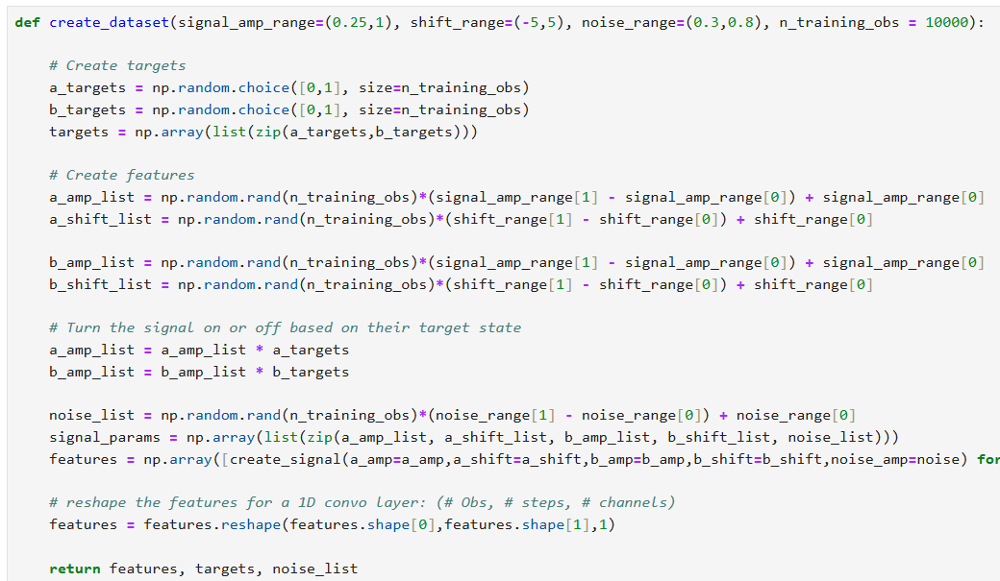 def create_dataset(signal_amp_range=(0.25,1), shift_range=(-5,5), noise_range=(0.3,0.8), n_training_obs = 10000):
# Create targets
a_targets = np.random.choice([0,1], size=n_training_obs)
b_targets = np.random.choice([0,1], size=n_training_obs)
targets = np.array(list(zip(a_targets,b_targets)))
# Create features
a_amp_list = np.random.rand(n_training_obs)*(signal_amp_range[1] - signal_amp_range[0]) + signal_amp_range[0]
a_shift_list = np.random.rand(n_training_obs)*(shift_range[1] - shift_range[0]) + shift_range[0]
b_amp_list = np.random.rand(n_training_obs)*(signal_amp_range[1] - signal_amp_range[0]) + signal_amp_range[0]
b_shift_list = np.random.rand(n_training_obs)*(shift_range[1] - shift_range[0]) + shift_range[0]
# Turn the signal on or off based on their target state
a_amp_list = a_amp_list * a_targets
b_amp_list = b_amp_list * b_targets
noise_list = np.random.rand(n_training_obs)*(noise_range[1] - noise_range[0]) + noise_range[0]
signal_params = np.array(list(zip(a_amp_list, a_shift_list, b_amp_list, b_shift_list, noise_list)))
features = np.array([create_signal(a_amp=a_amp,a_shift=a_shift,b_amp=b_amp,b_shift=b_shift,noise_amp=noise) for
# reshape the features for a 1D convo layer: (# Obs, # steps, # channels)
features = features.reshape(features.shape[0],features.shape[1],1)
return features, targets, noise_list